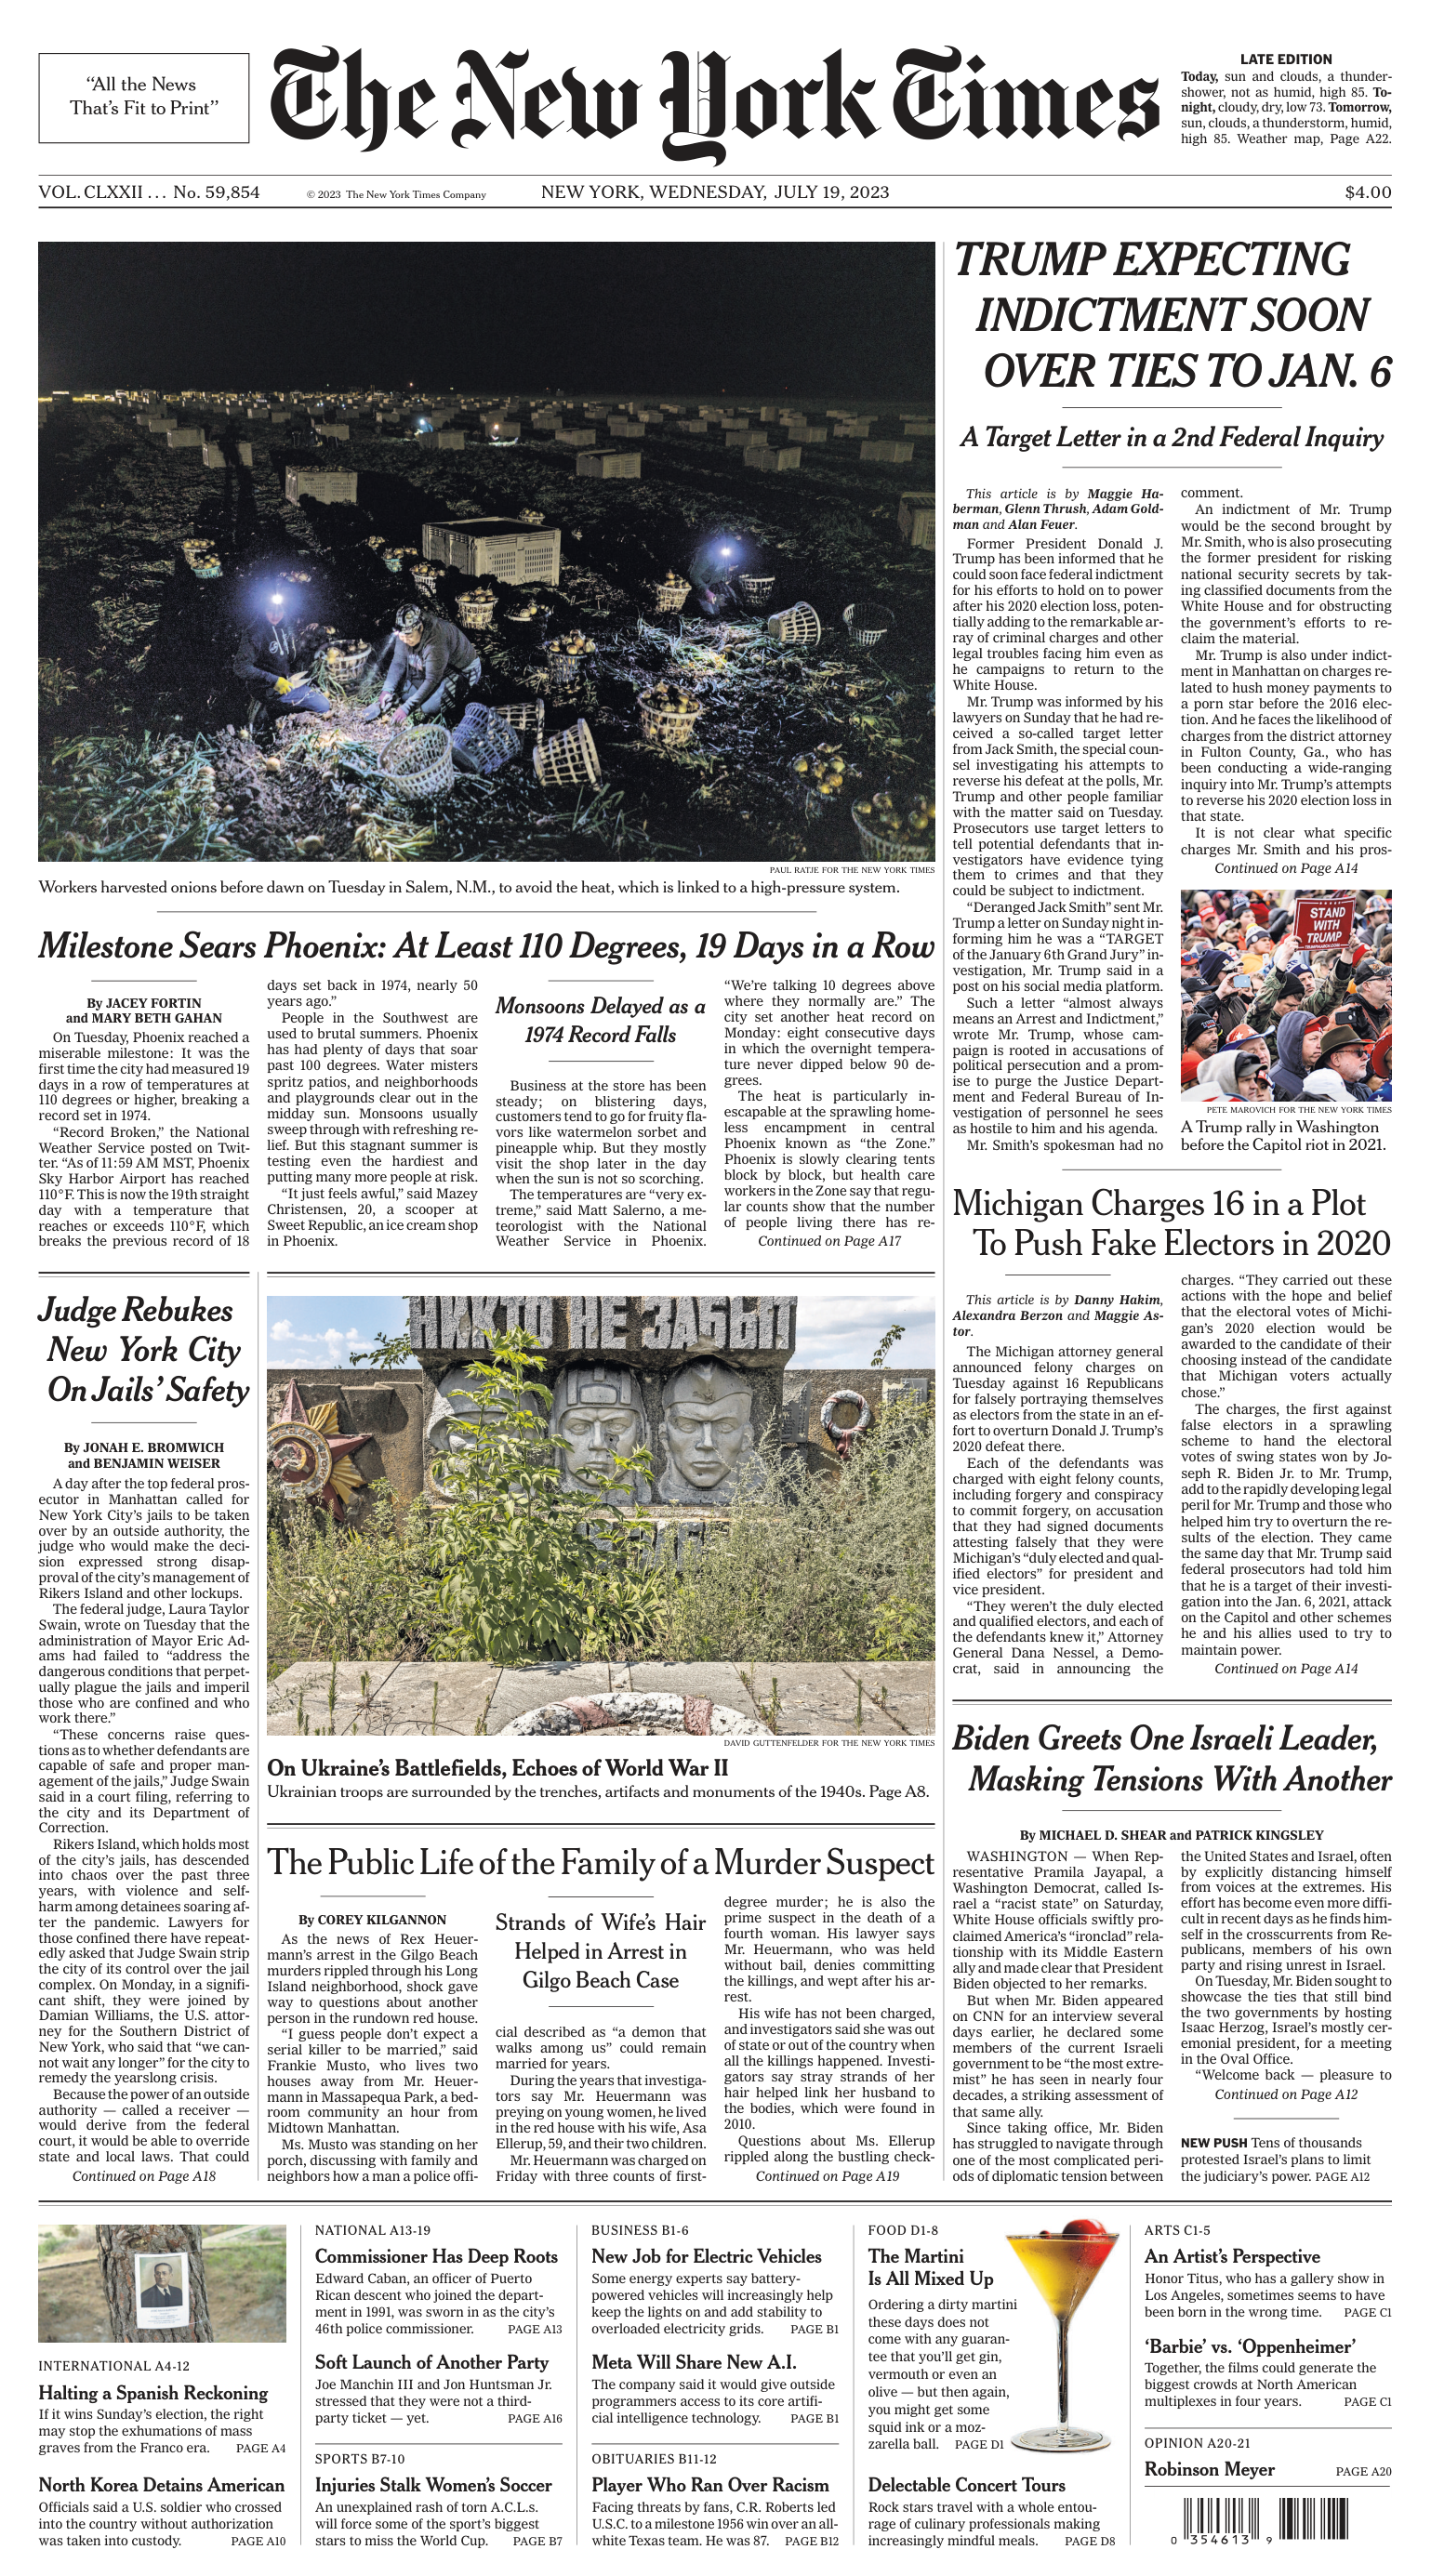 “All the News
That’s Fit to Print”
The New York Times
LATE EDITION
Today, sun and clouds, a thunder-
shower, not as humid, high 85. To-
night, cloudy, dry, low 73. Tomorrow,
sun, clouds, a thunderstorm, humid,
high 85. Weather map, Page A22.
VOL. CLXXII . . . No. 59,854
© 2023 The New York Times Company
NEW YORK, WEDNESDAY, JULY 19, 2023
$4.00
PAUL RATJE FOR THE NEW YORK TIMES
Workers harvested onions before dawn on Tuesday in Salem, N.M., to avoid the heat, which is linked to a high-pressure system.
Milestone Sears Phoenix: At Least 110 Degrees, 19 Days in a Row
By JACEY FORTIN
and MARY BETH GAHAN
On Tuesday, Phoenix reached a
miserable milestone: It was the
first time the city had measured 19
days in a row of temperatures at
110 degrees or higher, breaking a
record set in 1974.
“Record Broken,” the National
Weather Service posted on Twit-
ter. “As of 11:59 AM MST, Phoenix
Sky Harbor Airport has reached
110°F. This is now the 19th straight
day with a temperature that
reaches or exceeds 110°F, which
breaks the previous record of 18
days set back in 1974, nearly 50
years ago.”
People in the Southwest are
used to brutal summers. Phoenix
has had plenty of days that soar
past 100 degrees. Water misters
spritz patios, and neighborhoods
and playgrounds clear out in the
midday sun. Monsoons usually
sweep through with refreshing re-
lief. But this stagnant summer is
testing even the hardiest and
putting many more people at risk.
“It just feels awful,” said Mazey
Christensen, 20, a scooper at
Sweet Republic, an ice cream shop
in Phoenix.
Monsoons Delayed as a
1974 Record Falls
Business at the store has been
steady; on blistering days,
customers tend to go for fruity fla-
vors like watermelon sorbet and
pineapple whip. But they mostly
visit the shop later in the day
when the sun is not so scorching.
The temperatures are “very ex-
treme,” said Matt Salerno, a me-
teorologist with the National
Weather Service in Phoenix.
“We’re talking 10 degrees above
where they normally are.” The
city set another heat record on
Monday: eight consecutive days
in which the overnight tempera-
ture never dipped below 90 de-
grees.
The heat is particularly in-
escapable at the sprawling home-
less encampment in central
Phoenix known as “the Zone.”
Phoenix is slowly clearing tents
block by block, but health care
workers in the Zone say that regu-
lar counts show that the number
of people living there has re-
Continued on Page A17
TRUMP EXPECTING
INDICTMENT SOON
OVER TIES TO JAN. 6
A Target Letter in a 2nd Federal Inquiry
This article is by Maggie Ha-
berman, Glenn Thrush, Adam Gold-
man and Alan Feuer.
Former President Donald J.
Trump has been informed that he
could soon face federal indictment
for his efforts to hold on to power
after his 2020 election loss, poten-
tially adding to the remarkable ar-
ray of criminal charges and other
legal troubles facing him even as
he campaigns to return to the
White House.
Mr. Trump was informed by his
lawyers on Sunday that he had re-
ceived a so-called target letter
from Jack Smith, the special coun-
sel investigating his attempts to
reverse his defeat at the polls, Mr.
Trump and other people familiar
with the matter said on Tuesday.
Prosecutors use target letters to
tell potential defendants that in-
vestigators have evidence tying
them to crimes and that they
could be subject to indictment.
“Deranged Jack Smith” sent Mr.
Trump a letter on Sunday night in-
forming him he was a “TARGET
of the January 6th Grand Jury” in-
vestigation, Mr. Trump said in a
post on his social media platform.
Such a letter “almost always
means an Arrest and Indictment,”
wrote Mr. Trump, whose cam-
paign is rooted in accusations of
political persecution and a prom-
ise to purge the Justice Depart-
ment and Federal Bureau of In-
vestigation of personnel he sees
as hostile to him and his agenda.
Mr. Smith’s spokesman had no
comment.
An indictment of Mr. Trump
would be the second brought by
Mr. Smith, who is also prosecuting
the former president for risking
national security secrets by tak-
ing classified documents from the
White House and for obstructing
the government’s efforts to re-
claim the material.
Mr. Trump is also under indict-
ment in Manhattan on charges re-
lated to hush money payments to
a porn star before the 2016 elec-
tion. And he faces the likelihood of
charges from the district attorney
in Fulton County, Ga., who has
been conducting a wide-ranging
inquiry into Mr. Trump’s attempts
to reverse his 2020 election loss in
that state.
It is not clear what specific
charges Mr. Smith and his pros-
Continued on Page A14
STAND
WITH
TRUMP
PETE MAROVICH FOR THE NEW YORK TIMES
A Trump rally in Washington
before the Capitol riot in 2021.
Michigan Charges 16 in a Plot
To Push Fake Electors in 2020
This article is by Danny Hakim,
Alexandra Berzon and Maggie As-
tor.
The Michigan attorney general
announced felony charges on
Tuesday against 16 Republicans
for falsely portraying themselves
as electors from the state in an ef-
fort to overturn Donald J. Trump’s
2020 defeat there.
Each of the defendants was
charged with eight felony counts,
including forgery and conspiracy
to commit forgery, on accusation
that they had signed documents
attesting falsely that they were
Michigan’s “duly elected and qual-
ified electors” for president and
vice president.
“They weren’t the duly elected
and qualified electors, and each of
the defendants knew it,” Attorney
General Dana Nessel, a Demo-
crat, said in announcing the
charges. “They carried out these
actions with the hope and belief
that the electoral votes of Michi-
gan’s 2020 election would be
awarded to the candidate of their
choosing instead of the candidate
that Michigan voters actually
chose.”
The charges, the first against
false electors in a sprawling
scheme to hand the electoral
votes of swing states won by Jo-
seph R. Biden Jr. to Mr. Trump,
add to the rapidly developing legal
peril for Mr. Trump and those who
helped him try to overturn the re-
sults of the election. They came
the same day that Mr. Trump said
federal prosecutors had told him
that he is a target of their investi-
gation into the Jan. 6, 2021, attack
on the Capitol and other schemes
he and his allies used to try to
maintain power.
Continued on Page A14
Judge Rebukes
New York City
On Jails’ Safety
By JONAH E. BROMWICH
and BENJAMIN WEISER
A day after the top federal pros-
ecutor in Manhattan called for
New York City’s jails to be taken
over by an outside authority, the
judge who would make the deci-
sion expressed strong disap-
proval of the city’s management of
Rikers Island and other lockups.
The federal judge, Laura Taylor
Swain, wrote on Tuesday that the
administration of Mayor Eric Ad-
ams had failed to “address the
dangerous conditions that perpet-
ually plague the jails and imperil
those who are confined and who
work there.”
“These concerns raise ques-
tions as to whether defendants are
capable of safe and proper man-
agement of the jails,” Judge Swain
said in a court filing, referring to
the city and its Department of
Correction.
Rikers Island, which holds most
of the city’s jails, has descended
into chaos over the past three
years, with violence and self-
harm among detainees soaring af-
ter the pandemic. Lawyers for
those confined there have repeat-
edly asked that Judge Swain strip
the city of its control over the jail
complex. On Monday, in a signifi-
cant shift, they were joined by
Damian Williams, the U.S. attor-
ney for the Southern District of
New York, who said that “we can-
not wait any longer” for the city to
remedy the yearslong crisis.
Because the power of an outside
authority — called a receiver —
would derive from the federal
court, it would be able to override
state and local laws. That could
Continued on Page A18
НИКТО НЕ ЗАБЫТ
DAVID GUTTENFELDER FOR THE NEW YORK TIMES
On Ukraine’s Battlefields, Echoes of World War II
Ukrainian troops are surrounded by the trenches, artifacts and monuments of the 1940s. Page A8.
The Public Life of the Family of a Murder Suspect
By COREY KILGANNON
As the news of Rex Heuer-
mann’s arrest in the Gilgo Beach
murders rippled through his Long
Island neighborhood, shock gave
way to questions about another
person in the rundown red house.
“I guess people don’t expect a
serial killer to be married,” said
Frankie Musto, who lives two
houses away from Mr. Heuer-
mann in Massapequa Park, a bed-
room community an hour from
Midtown Manhattan.
Ms. Musto was standing on her
porch, discussing with family and
neighbors how a man a police offi-
Strands of Wife’s Hair
Helped in Arrest in
Gilgo Beach Case
cial described as “a demon that
walks among us” could remain
married for years.
During the years that investiga-
tors say Mr. Heuermann was
preying on young women, he lived
in the red house with his wife, Asa
Ellerup, 59, and their two children.
Mr. Heuermann was charged on
Friday with three counts of first-
degree murder; he is also the
prime suspect in the death of a
fourth woman. His lawyer says
Mr. Heuermann, who was held
without bail, denies committing
the killings, and wept after his ar-
rest.
His wife has not been charged,
and investigators said she was out
of state or out of the country when
all the killings happened. Investi-
gators say stray strands of her
hair helped link her husband to
the bodies, which were found in
2010.
Questions about Ms. Ellerup
rippled along the bustling check-
Continued on Page A19
Biden Greets One Israeli Leader,
Masking Tensions With Another
By MICHAEL D. SHEAR and PATRICK KINGSLEY
WASHINGTON — When Rep-
resentative Pramila Jayapal, a
Washington Democrat, called Is-
rael a “racist state” on Saturday,
White House officials swiftly pro-
claimed America’s “ironclad” rela-
tionship with its Middle Eastern
ally and made clear that President
Biden objected to her remarks.
But when Mr. Biden appeared
on CNN for an interview several
days earlier, he declared some
members of the current Israeli
government to be “the most extre-
mist” he has seen in nearly four
decades, a striking assessment of
that same ally.
Since taking office, Mr. Biden
has struggled to navigate through
one of the most complicated peri-
ods of diplomatic tension between
the United States and Israel, often
by explicitly distancing himself
from voices at the extremes. His
effort has become even more diffi-
cult in recent days as he finds him-
self in the crosscurrents from Re-
publicans, members of his own
party and rising unrest in Israel.
On Tuesday, Mr. Biden sought to
showcase the ties that still bind
the two governments by hosting
Isaac Herzog, Israel’s mostly cer-
emonial president, for a meeting
in the Oval Office.
“Welcome back — pleasure to
Continued on Page A12
NEW PUSH Tens of thousands
protested Israel’s plans to limit
the judiciary’s power. PAGE A12
INTERNATIONAL A4-12
Halting a Spanish Reckoning
If it wins Sunday’s election, the right
may stop the exhumations of mass
graves from the Franco era. PAGE A4
North Korea Detains American
Officials said a U.S. soldier who crossed
into the country without authorization
was taken into custody. PAGE A10
NATIONAL A13-19
Commissioner Has Deep Roots
Edward Caban, an officer of Puerto
Rican descent who joined the depart-
ment in 1991, was sworn in as the city’s
46th police commissioner. PAGE A13
Soft Launch of Another Party
Joe Manchin III and Jon Huntsman Jr.
stressed that they were not a third-
party ticket — yet. PAGE A16
SPORTS B7-10
Injuries Stalk Women’s Soccer
An unexplained rash of torn A.C.L.s.
will force some of the sport’s biggest
stars to miss the World Cup. PAGE B7
BUSINESS B1-6
New Job for Electric Vehicles
Some energy experts say battery-
powered vehicles will increasingly help
keep the lights on and add stability to
overloaded electricity grids. PAGE B1
Meta Will Share New A.I.
The company said it would give outside
programmers access to its core artifi-
cial intelligence technology. PAGE B1
OBITUARIES B11-12
Player Who Ran Over Racism
Facing threats by fans, C.R. Roberts led
U.S.C. to a milestone 1956 win over an all-
white Texas team. He was 87. PAGE B12
FOOD D1-8
The Martini
Is All Mixed Up
Ordering a dirty martini
these days does not
come with any guaran-
tee that you’ll get gin,
vermouth or even an
olive — but then again,
you might get some
squid ink or a moz-
zarella ball. PAGE D1
Delectable Concert Tours
Rock stars travel with a whole entou-
rage of culinary professionals making
increasingly mindful meals. PAGE D8
ARTS C1-5
An Artist’s Perspective
Honor Titus, who has a gallery show in
Los Angeles, sometimes seems to have
been born in the wrong time. PAGE C1
‘Barbie’ vs. ‘Oppenheimer’
Together, the films could generate the
biggest crowds at North American
multiplexes in four years. PAGE C1
OPINION A20-21
Robinson Meyer PAGE A20
0 354613 9